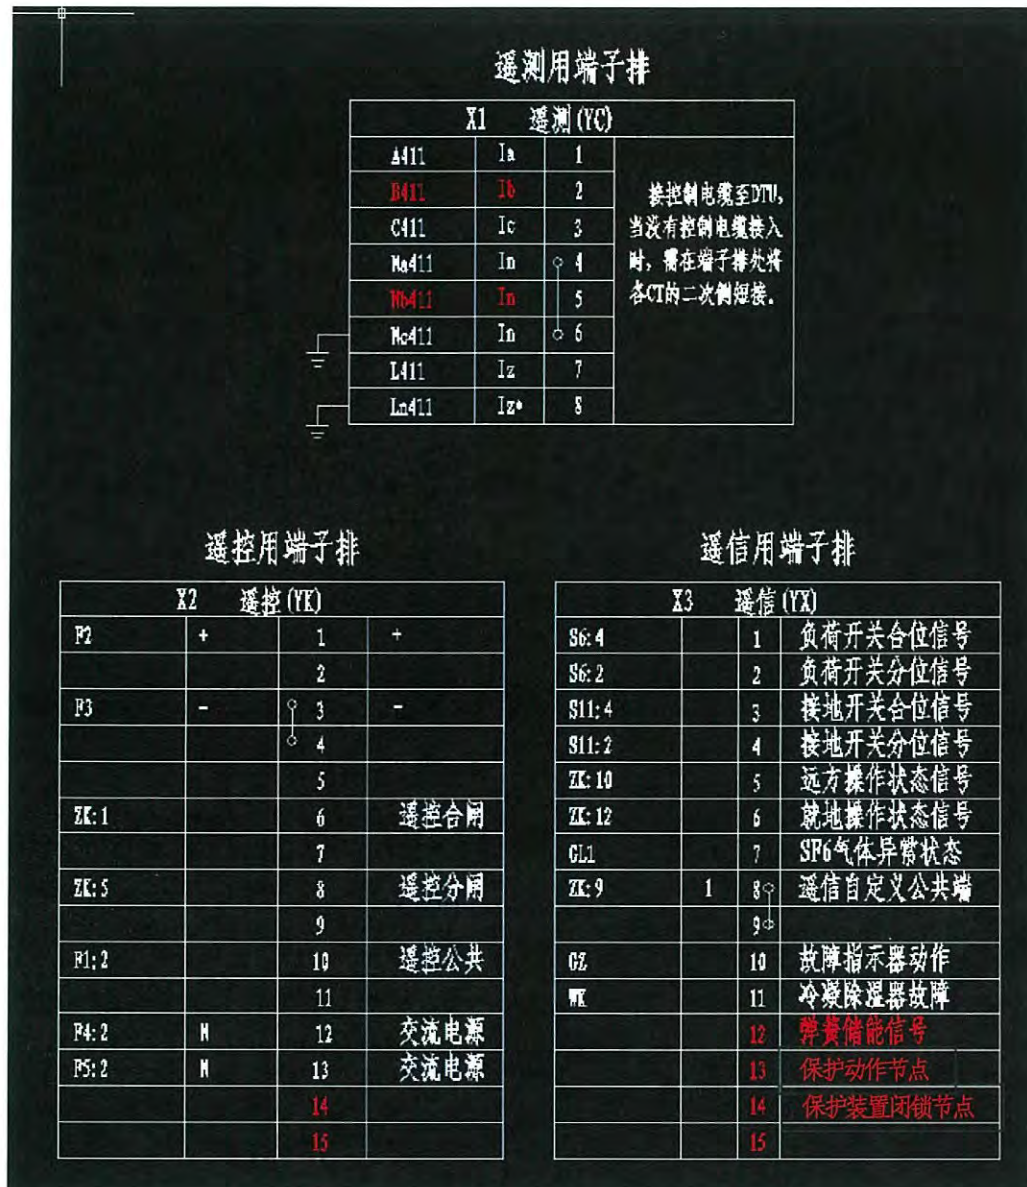 遥测用端子排
X1 遥测(YC)
A411 Ia 1
B411 Ib 2
C411 Ic 3
Na411 In 4
Nb411 In 5
Nc411 In 6
L411 Iz 7
Ln411 Iz* 8
接控制电缆至DTU,
当没有控制电缆接入
时,需在端子排处将
各CT的二次侧短接.
遥控用端子排
X2 遥控(YK)
F2 + 1 +
2
F3 - 3 -
4
5
ZK:1 6 遥控合闸
7
ZK:5 8 遥控分闸
9
F1:2 10 遥控公共
11
F4:2 N 12 交流电源
F5:2 N 13 交流电源
14
15
遥信用端子排
X3 遥信(YX)
S6:4 1 负荷开关合位信号
S6:2 2 负荷开关分位信号
S11:4 3 接地开关合位信号
S11:2 4 接地开关分位信号
ZK:10 5 远方操作状态信号
ZK:12 6 就地操作状态信号
GL1 7 SF6气体异常状态
ZK:9 1 8 遥信自定义公共端
9
GZ 10 故障指示器动作
WK 11 冷凝除湿器故障
12 弹簧储能信号
13 保护动作节点
14 保护装置闭锁节点
15